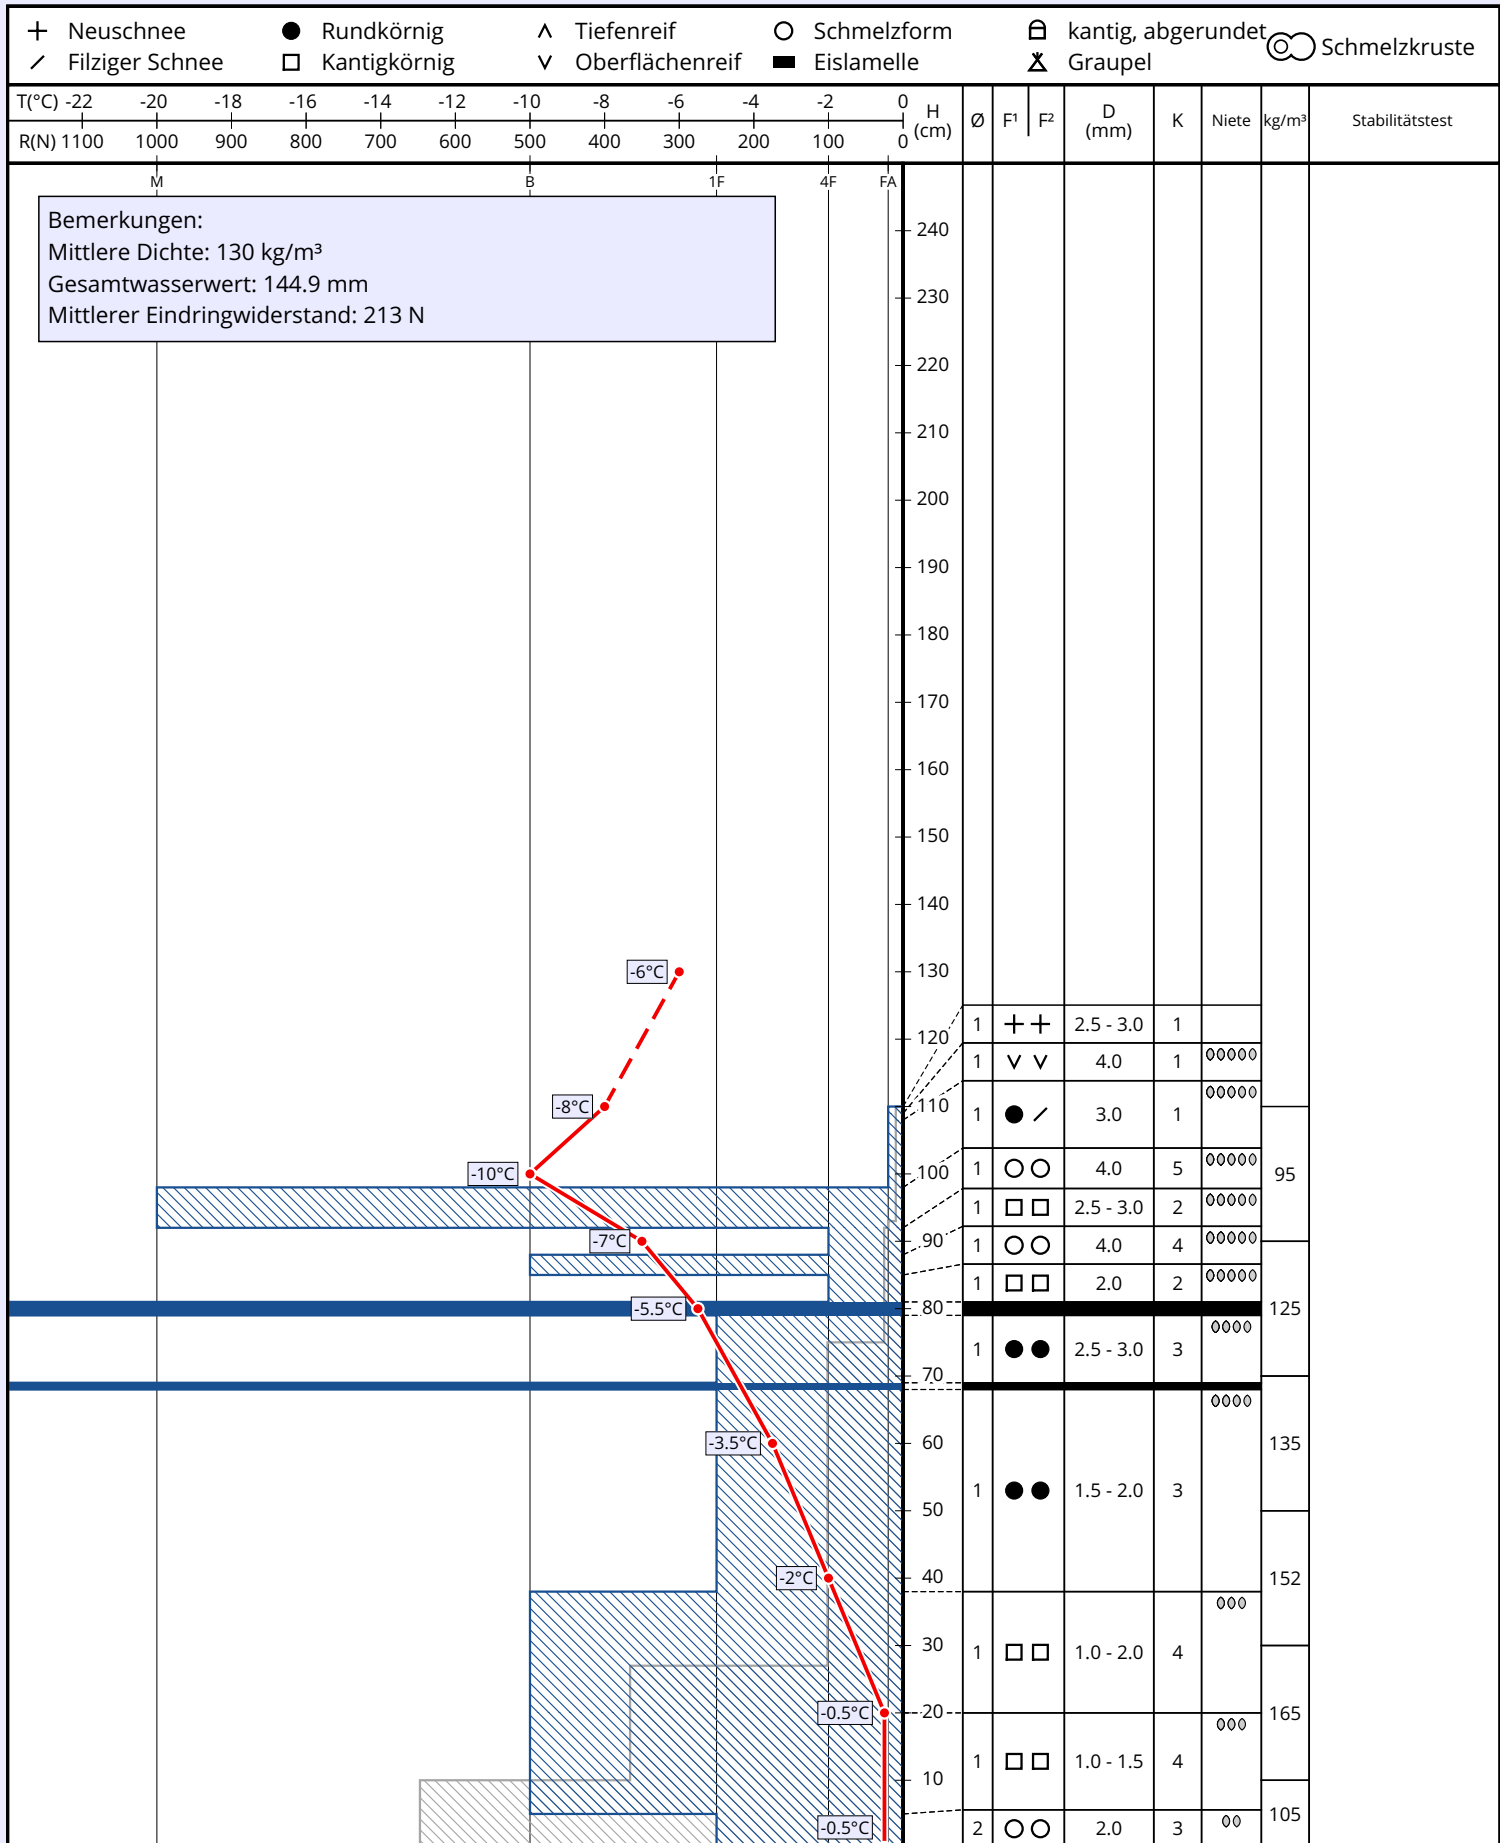 Neuschnee Rundkörnig Tiefenreif Schmelzform kantig, abgerundet Schmelzkruste
Filziger Schnee Kantigkörnig Oberflächenreif Eislamelle Graupel
T(°C) -22 -20 -18 -16 -14 -12 -10 -8 -6 -4 -2 0
R(N) 1100 1000 900 800 700 600 500 400 300 200 100 0
H (cm) Ø F¹ F² D (mm) K Niete kg/m³ Stabilitätstest
M B 1F 4F FA
Bemerkungen:
Mittlere Dichte: 130 kg/m³
Gesamtwasserwert: 144.9 mm
Mittlerer Eindringwiderstand: 213 N
240
230
220
210
200
190
180
170
160
150
140
-6°C 130
120 1 2.5 - 3.0 1
1 4.0 1
-8°C 110 1 3.0 1
-10°C 100 1 4.0 5 95
1 2.5 - 3.0 2
-7°C 90 1 4.0 4
1 2.0 2
-5.5°C 80 125
1 2.5 - 3.0 3
70
-3.5°C 60 135
1 1.5 - 2.0 3
50
-2°C 40 152
30 1 1.0 - 2.0 4
-0.5°C 20 165
1 1.0 - 1.5 4
10
-0.5°C 2 2.0 3 105